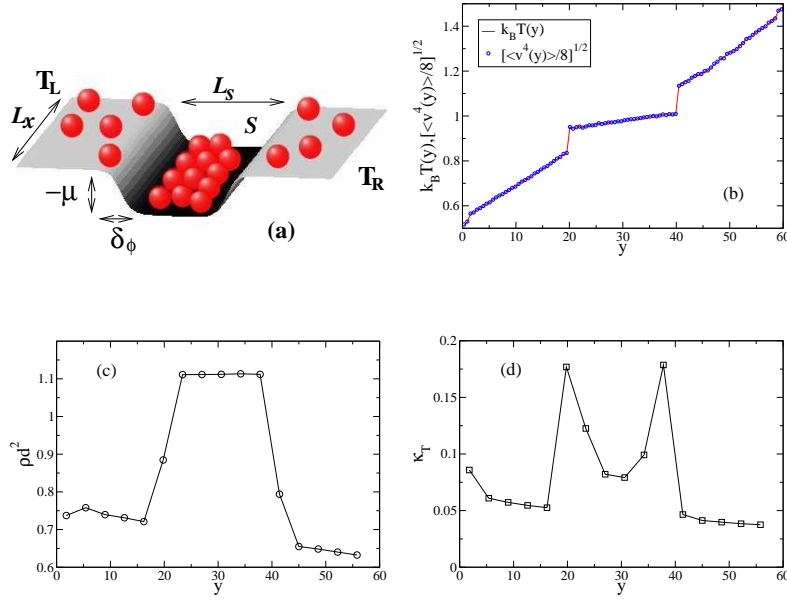 T_L
L_s
L_x
S
T_R
−μ
δ_ϕ
(a)
k_BT(y),[<v^4(y)>/8]^{1/2}
k_BT(y)
[<v^4(y)>/8]^{1/2}
1.4
1.2
1
0.8
0.6
(b)
0 10 20 30 40 50 60
y
ρd^2
(c)
1.1
1
0.9
0.8
0.7
0.6
0 10 20 30 40 50 60
y
κ_T
(d)
0.2
0.15
0.1
0.05
0
0 10 20 30 40 50 60
y